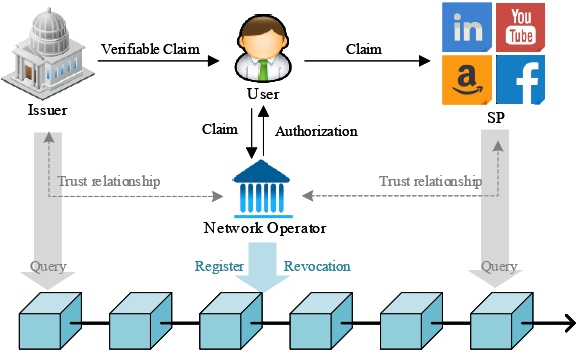 Verifiable Claim
Claim
in
You
Tube
a
f
Issuer
User
SP
Claim
Authorization
Trust relationship
Trust relationship
Network Operator
Query
Register
Revocation
Query